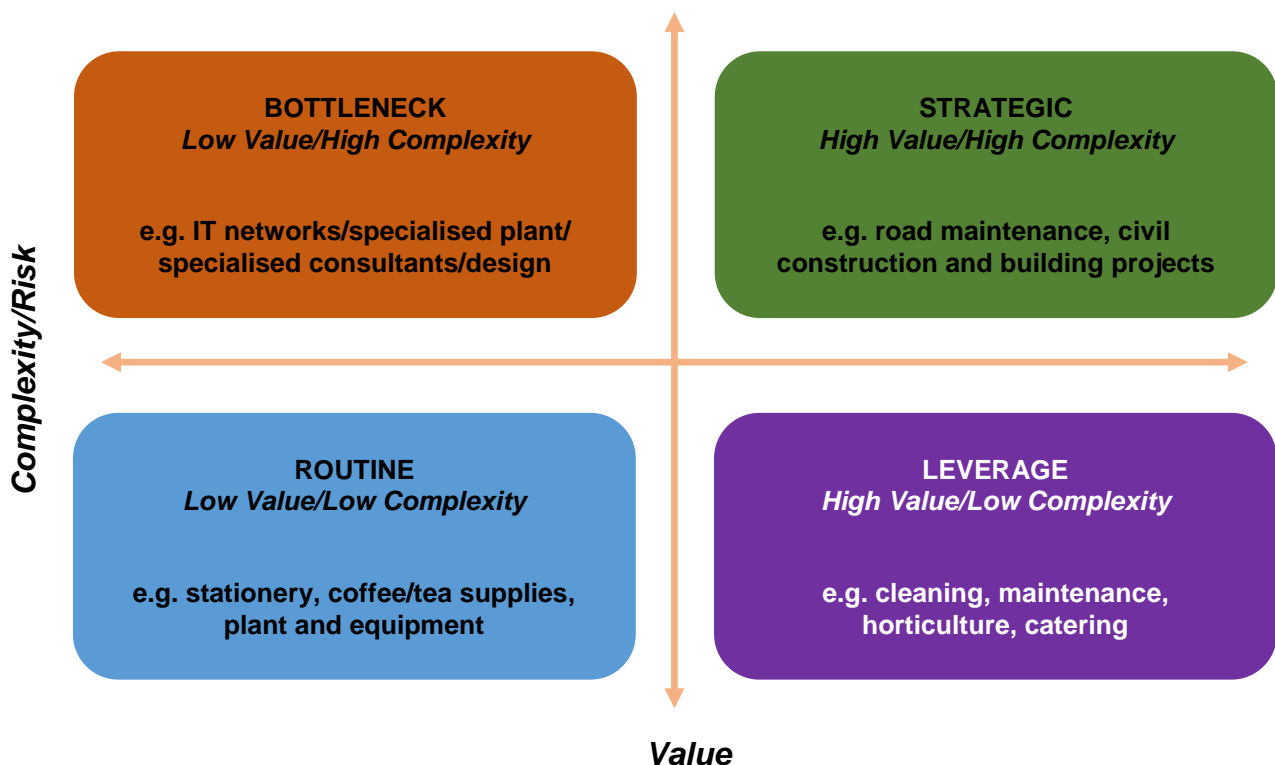 BOTTLENECK
Low Value/High Complexity
e.g. IT networks/specialised plant/
specialised consultants/design
STRATEGIC
High Value/High Complexity
e.g. road maintenance, civil
construction and building projects
Complexity/Risk
ROUTINE
Low Value/Low Complexity
e.g. stationery, coffee/tea supplies,
plant and equipment
LEVERAGE
High Value/Low Complexity
e.g. cleaning, maintenance,
horticulture, catering
Value